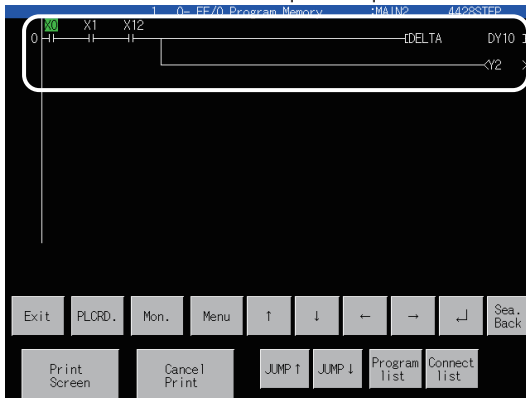 1 0- FF/0 Program Memory :MAIN2 4428STEP
X0 X1 X12
0 [DELTA DY10 ]
<Y2 >
Exit PLCRD. Mon. Menu ↑ ↓ ← → ↲ Sea. Back
Print Screen Cancel Print JUMP↑ JUMP↓ Program list Connect list